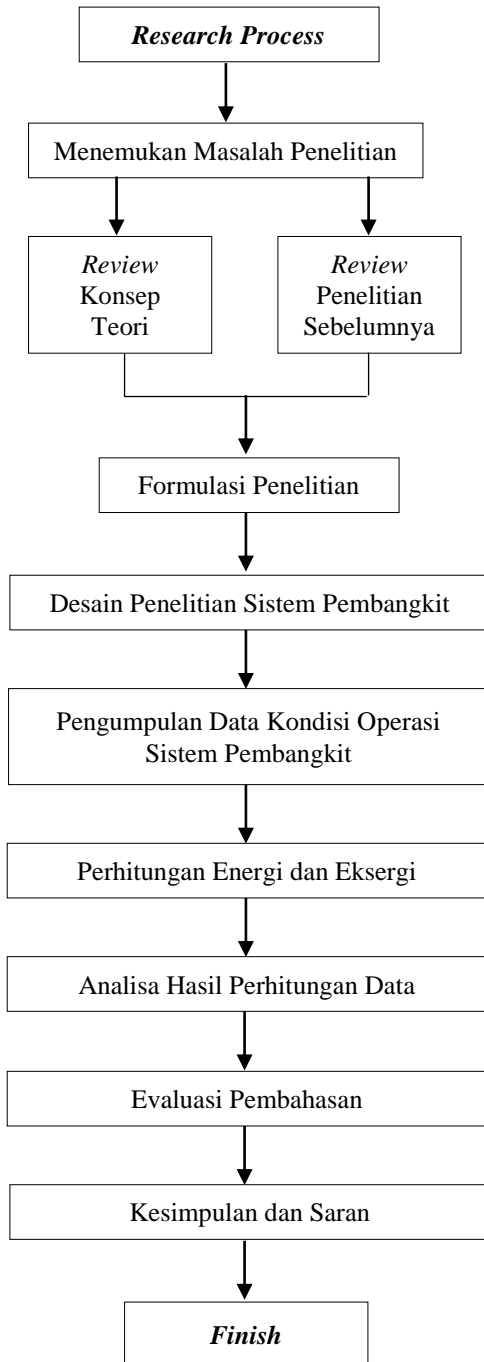 Research Process
Menemukan Masalah Penelitian
Review
Konsep
Teori
Review
Penelitian
Sebelumnya
Formulasi Penelitian
Desain Penelitian Sistem Pembangkit
Pengumpulan Data Kondisi Operasi
Sistem Pembangkit
Perhitungan Energi dan Eksergi
Analisa Hasil Perhitungan Data
Evaluasi Pembahasan
Kesimpulan dan Saran
Finish